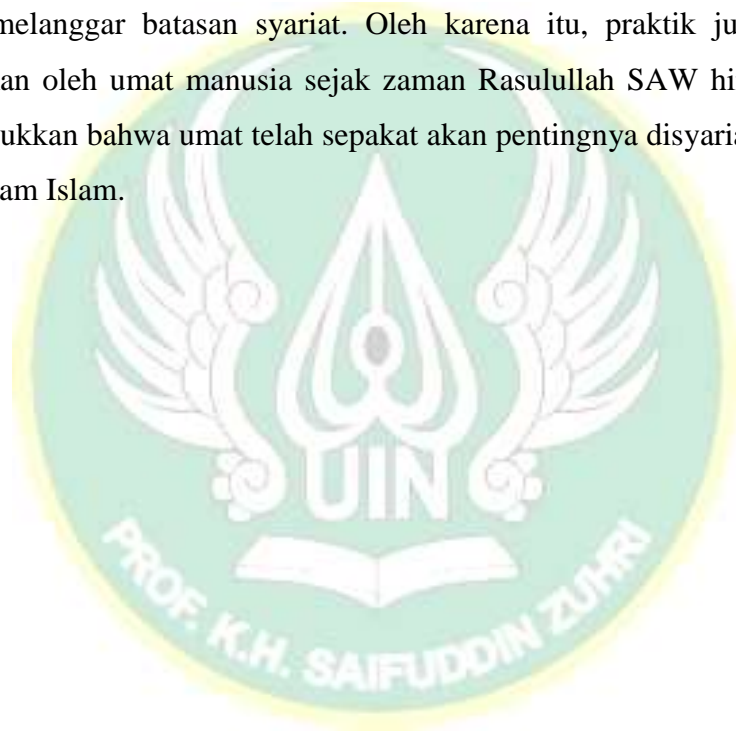 melanggar batasan syariat. Oleh karena itu, praktik ju
an oleh umat manusia sejak zaman Rasulullah SAW hi
ukkan bahwa umat telah sepakat akan pentingnya disyaria
am Islam.
UIN
PROF. K.H. SAIFUDDIN ZUHRI